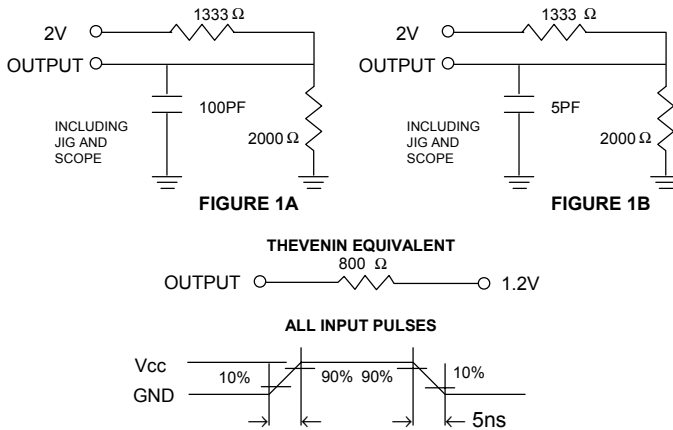 1333 Ω
2V
OUTPUT
100PF
INCLUDING
JIG AND
SCOPE
2000 Ω
FIGURE 1A
1333 Ω
2V
OUTPUT
5PF
INCLUDING
JIG AND
SCOPE
2000 Ω
FIGURE 1B
THEVENIN EQUIVALENT
800 Ω
OUTPUT 1.2V
ALL INPUT PULSES
Vcc
GND
10% 90% 90% 10%
5ns